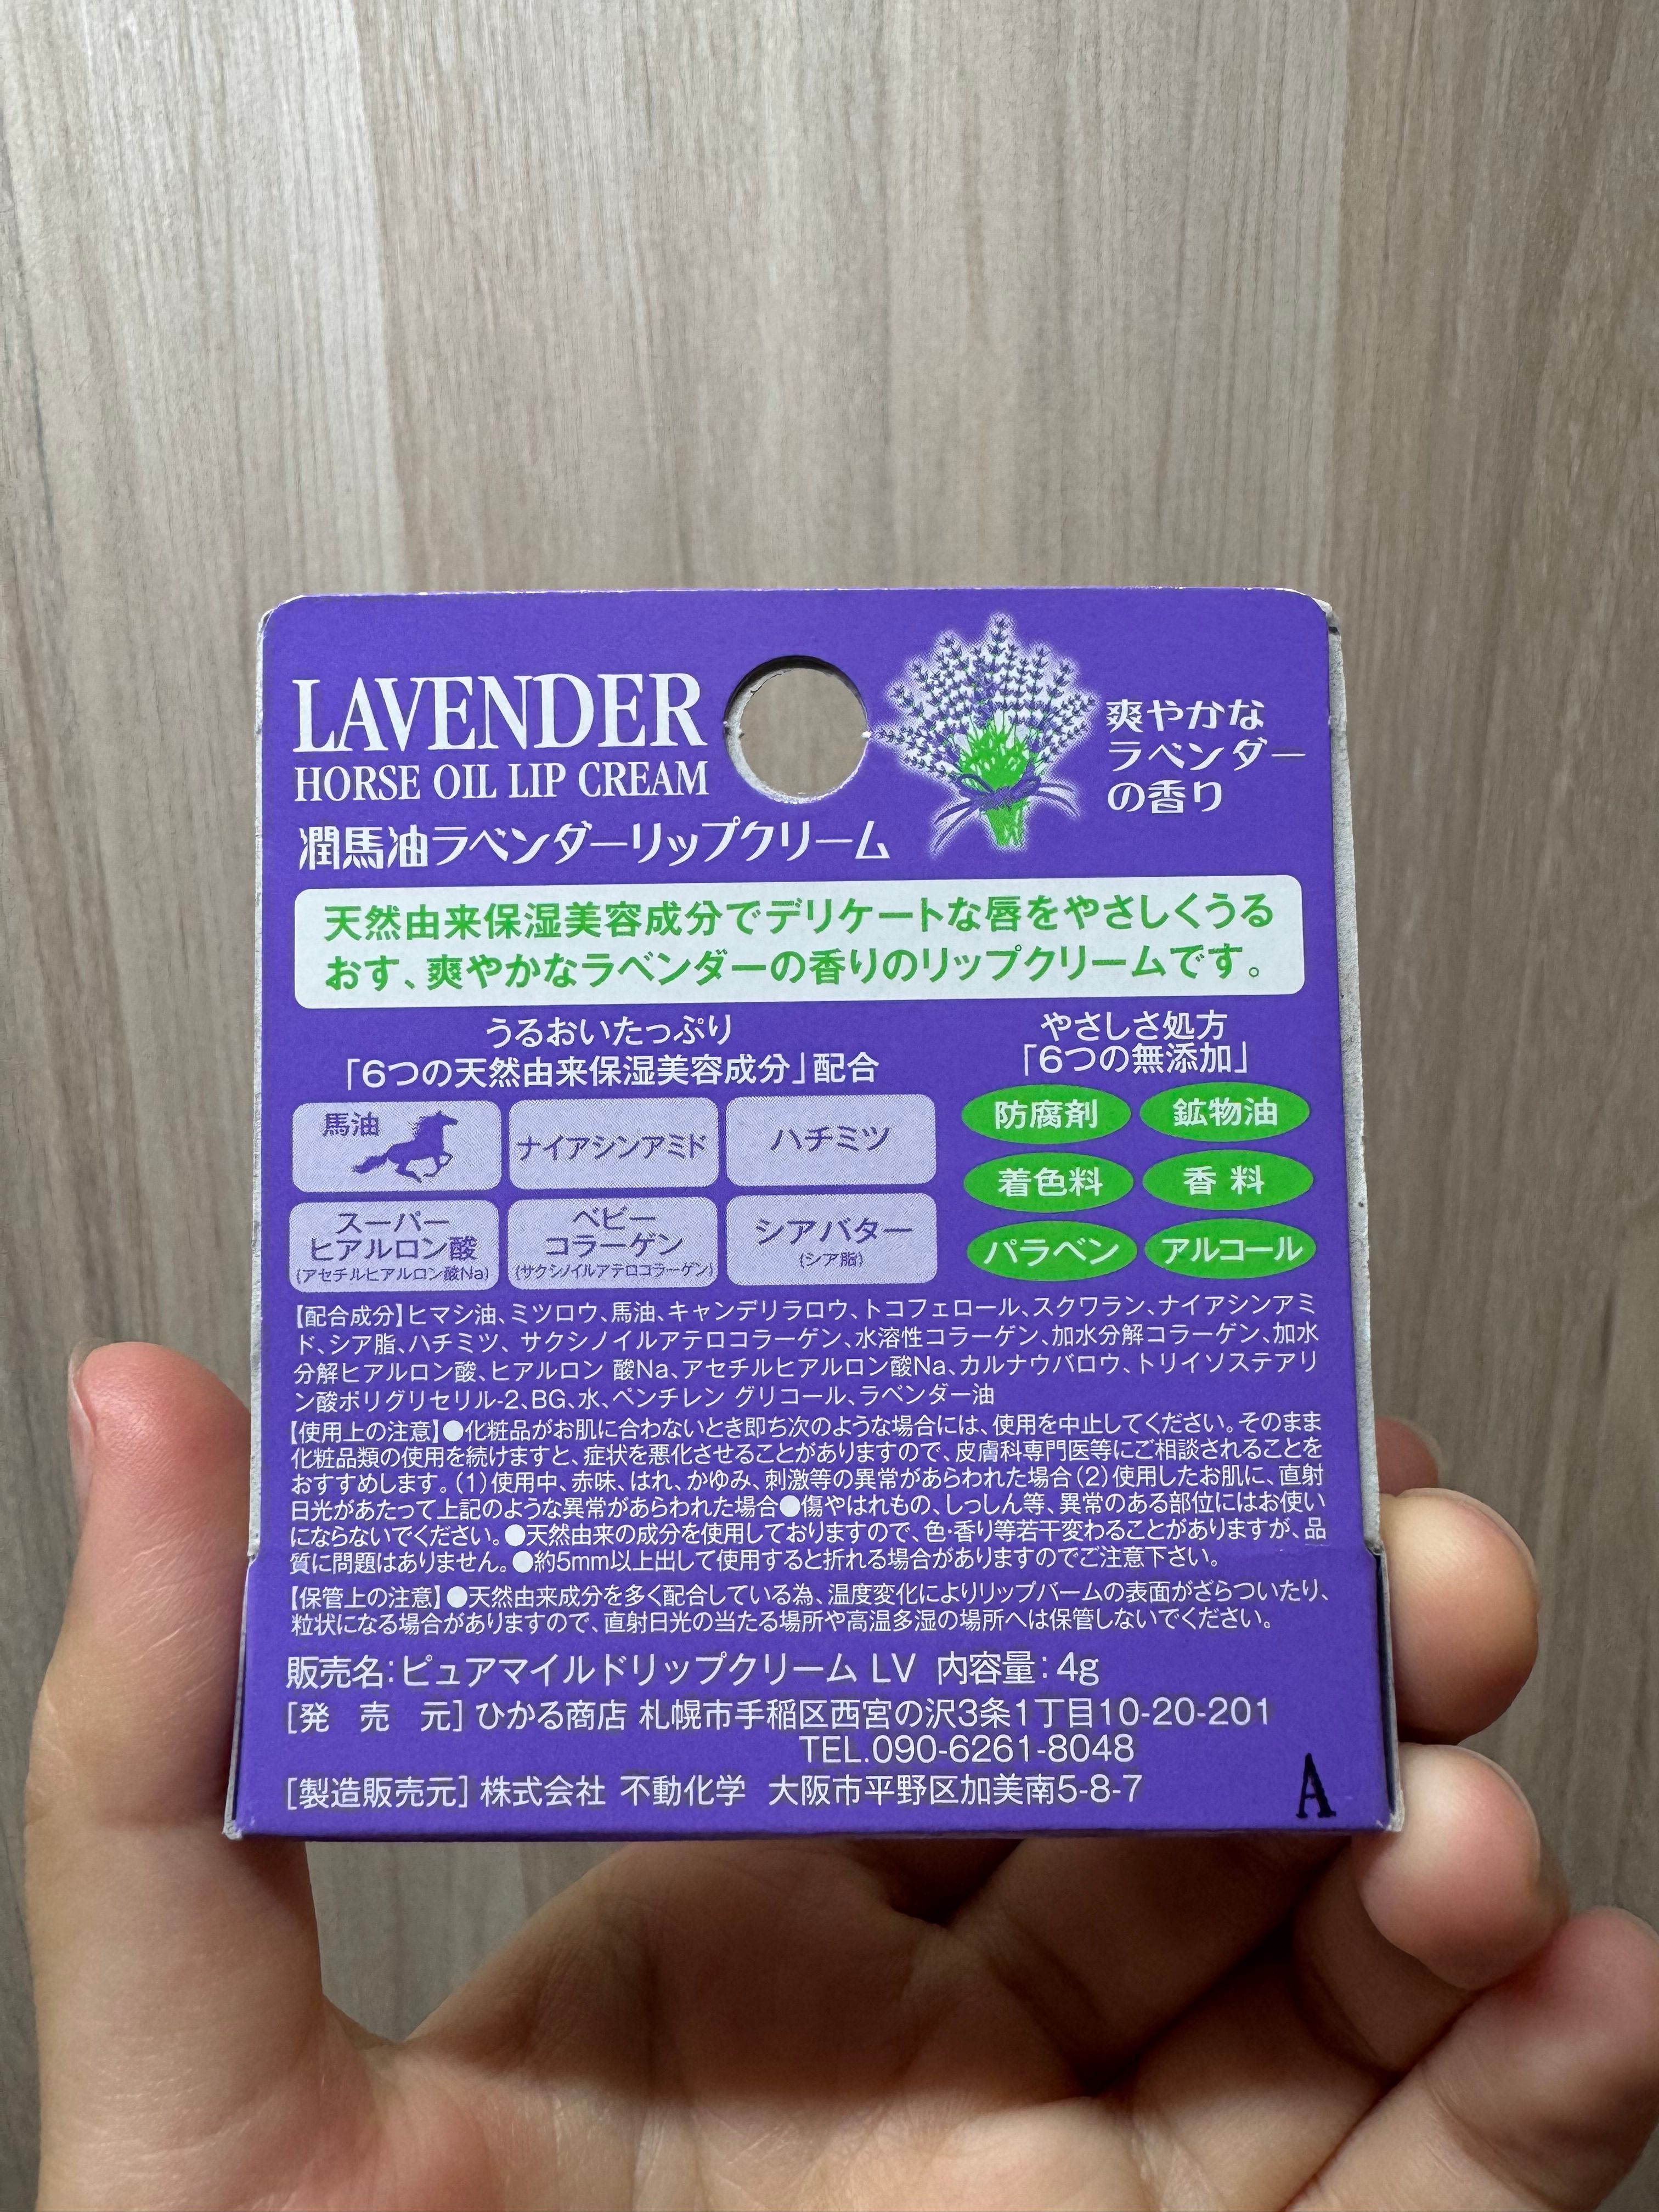 LAVENDER
HORSE OIL LIP CREAM
潤馬油ラベンダーリップクリーム
爽やかな
ラベンダー
の香り
天然由来保湿美容成分でデリケートな唇をやさしくうる
おす、爽やかなラベンダーの香りのリップクリームです。
うるおいたっぷり
「6つの天然由来保湿美容成分」配合
馬油
ナイアシンアミド
ハチミツ
スーパー
ヒアルロン酸
(アセチルヒアルロン酸Na)
ベビー
コラーゲン
(サクシノイルアテロコラーゲン)
シアバター
(シア脂)
やさしさ処方
「6つの無添加」
防腐剤
鉱物油
着色料
香料
パラベン
アルコール
【配合成分】ヒマシ油、ミツロウ、馬油、キャンデリラロウ、トコフェロール、スクワラン、ナイアシンアミ
ド、シア脂、ハチミツ、サクシノイルアテロコラーゲン、水溶性コラーゲン、加水分解コラーゲン、加水
分解ヒアルロン酸、ヒアルロン 酸Na、アセチルヒアルロン酸Na、カルナウバロウ、トリイソステアリ
ン酸ポリグリセリル-2、BG、水、ペンチレン グリコール、ラベンダー油
【使用上の注意】●化粧品がお肌に合わないとき即ち次のような場合には、使用を中止してください。そのまま
化粧品類の使用を続けますと、症状を悪化させることがありますので、皮膚科専門医等にご相談されることを
おすすめします。(1)使用中、赤味、はれ、かゆみ、刺激等の異常があらわれた場合(2)使用したお肌に、直射
日光があたって上記のような異常があらわれた場合●傷やはれもの、しっしん等、異常のある部位にはお使い
にならないでください。●天然由来の成分を使用しておりますので、色・香り等若干変わることがありますが、品
質に問題はありません。●約5mm以上出して使用すると折れる場合がありますのでご注意下さい。
【保管上の注意】●天然由来成分を多く配合している為、温度変化によりリップバームの表面がざらついたり、
粒状になる場合がありますので、直射日光の当たる場所や高温多湿の場所へは保管しないでください。
販売名：ピュアマイルドリップクリーム LV 内容量：4g
[発 売 元] ひかる商店 札幌市手稲区西宮の沢3条1丁目10-20-201
TEL.090-6261-8048
[製造販売元] 株式会社 不動化学 大阪市平野区加美南5-8-7
A